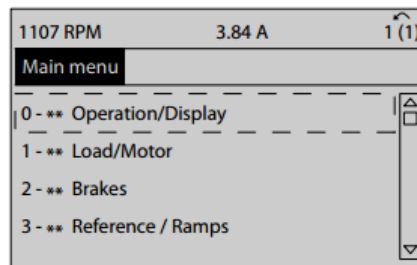 1107 RPM 3.84 A 1 (1)
Main menu
0 - ** Operation/Display
1 - ** Load/Motor
2 - ** Brakes
3 - ** Reference / Ramps